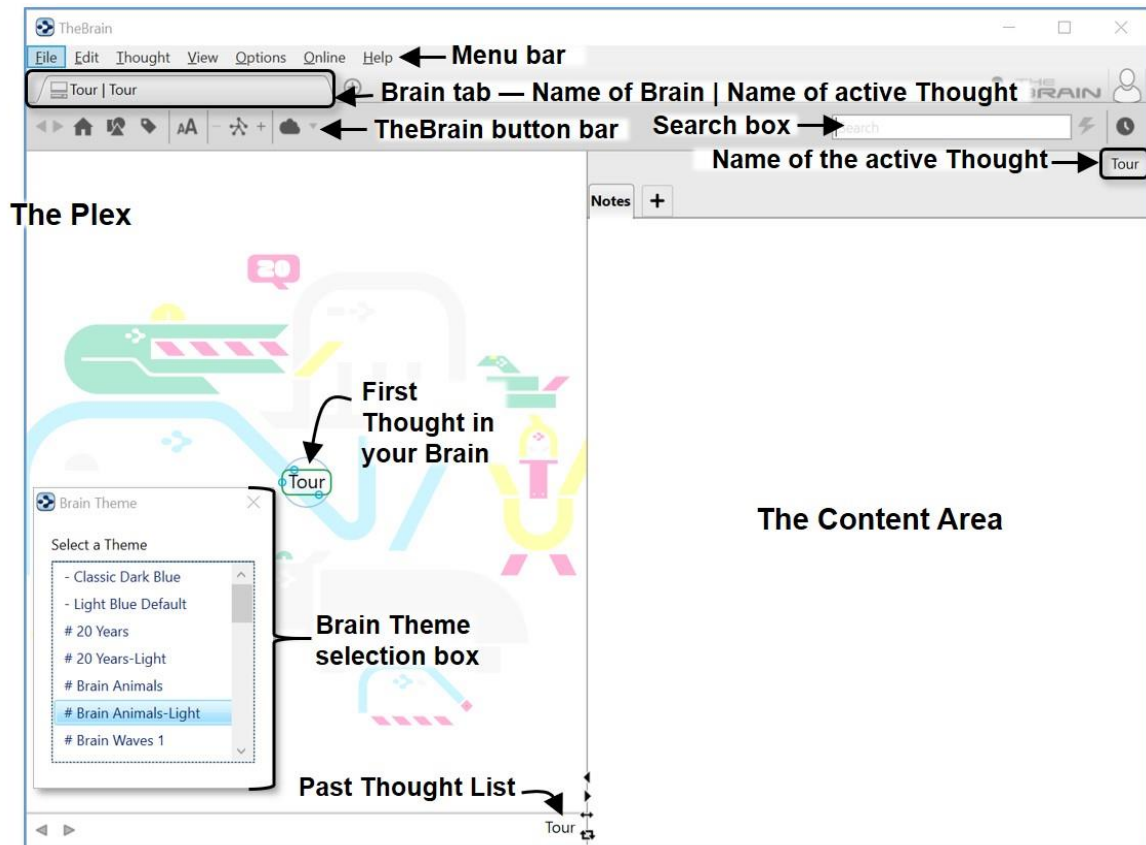 TheBrain
File Edit Thought View Options Online Help
Menu bar
Tour | Tour
Brain tab — Name of Brain | Name of active Thought
THE BRAIN
AA
TheBrain button bar
Search box
Search
Name of the active Thought
Tour
The Plex
Notes
First
Thought in
your Brain
Tour
The Content Area
Brain Theme
Select a Theme
- Classic Dark Blue
- Light Blue Default
# 20 Years
# 20 Years-Light
# Brain Animals
# Brain Animals-Light
# Brain Waves 1
Brain Theme
selection box
Past Thought List
Tour